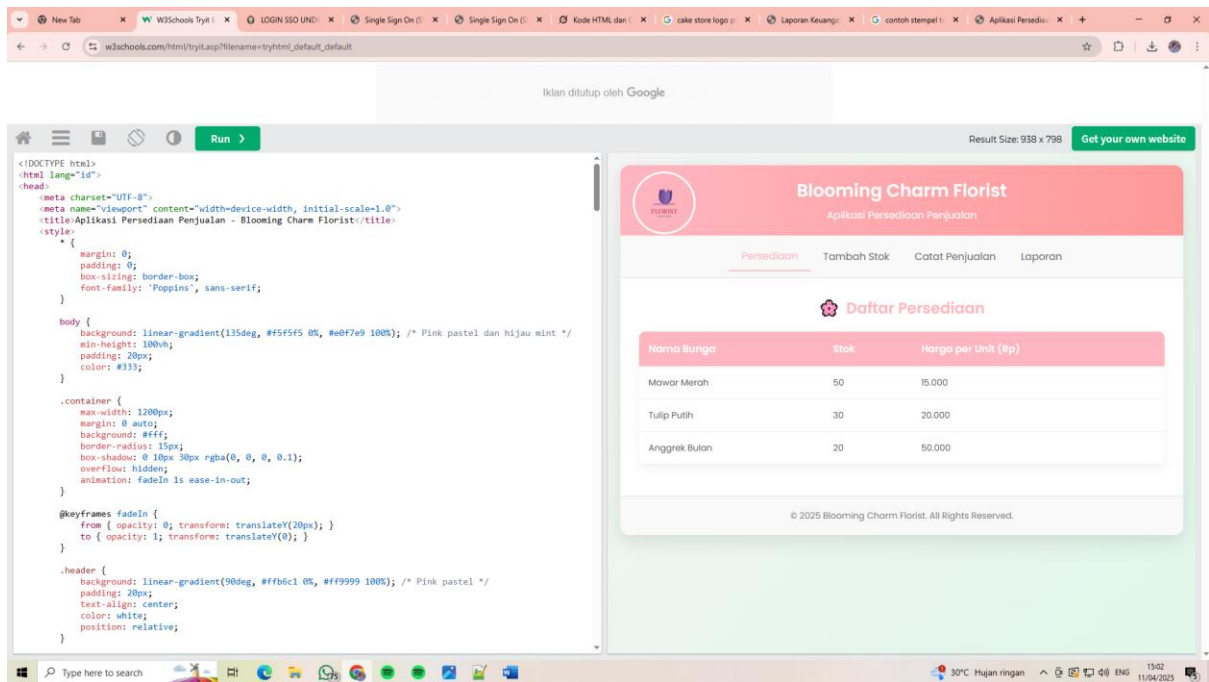 New Tab
W3Schools Tryit E
LOGIN SSO UNDI
Single Sign On (S
Single Sign On (S
Kode HTML dan C
cake store logo p
Laporan Keuanga
contoh stempel t
Aplikasi Persedia
w3schools.com/html/tryit.asp?filename=tryhtml_default_default
Iklan ditutup oleh Google
Run ❯
Result Size: 938 x 798
Get your own website
<!DOCTYPE html>
<html lang="id">
<head>
    <meta charset="UTF-8">
    <meta name="viewport" content="width=device-width, initial-scale=1.0">
    <title>Aplikasi Persediaan Penjualan - Blooming Charm Florist</title>
    <style>
        * {
            margin: 0;
            padding: 0;
            box-sizing: border-box;
            font-family: 'Poppins', sans-serif;
        }
        body {
            background: linear-gradient(135deg, #f5f5f5 0%, #e0f7e9 100%); /* Pink pastel dan hijau mint */
            min-height: 100vh;
            padding: 20px;
            color: #333;
        }
        .container {
            max-width: 1200px;
            margin: 0 auto;
            background: #fff;
            border-radius: 15px;
            box-shadow: 0 10px 30px rgba(0, 0, 0, 0.1);
            overflow: hidden;
            animation: fadeIn 1s ease-in-out;
        }
        @keyframes fadeIn {
            from { opacity: 0; transform: translateY(20px); }
            to { opacity: 1; transform: translateY(0); }
        }
        .header {
            background: linear-gradient(90deg, #ffb6c1 0%, #ff9999 100%); /* Pink pastel */
            padding: 20px;
            text-align: center;
            color: white;
            position: relative;
        }
FLORIST
Blooming Charm Florist
Aplikasi Persediaan Penjualan
Persediaan Tambah Stok Catat Penjualan Laporan
Daftar Persediaan
Nama Bunga Stok Harga per Unit (Rp)
Mawar Merah 50 15.000
Tulip Putih 30 20.000
Anggrek Bulan 20 50.000
© 2025 Blooming Charm Florist. All Rights Reserved.
Type here to search
30°C Hujan ringan
ENG
15:02
11/04/2025